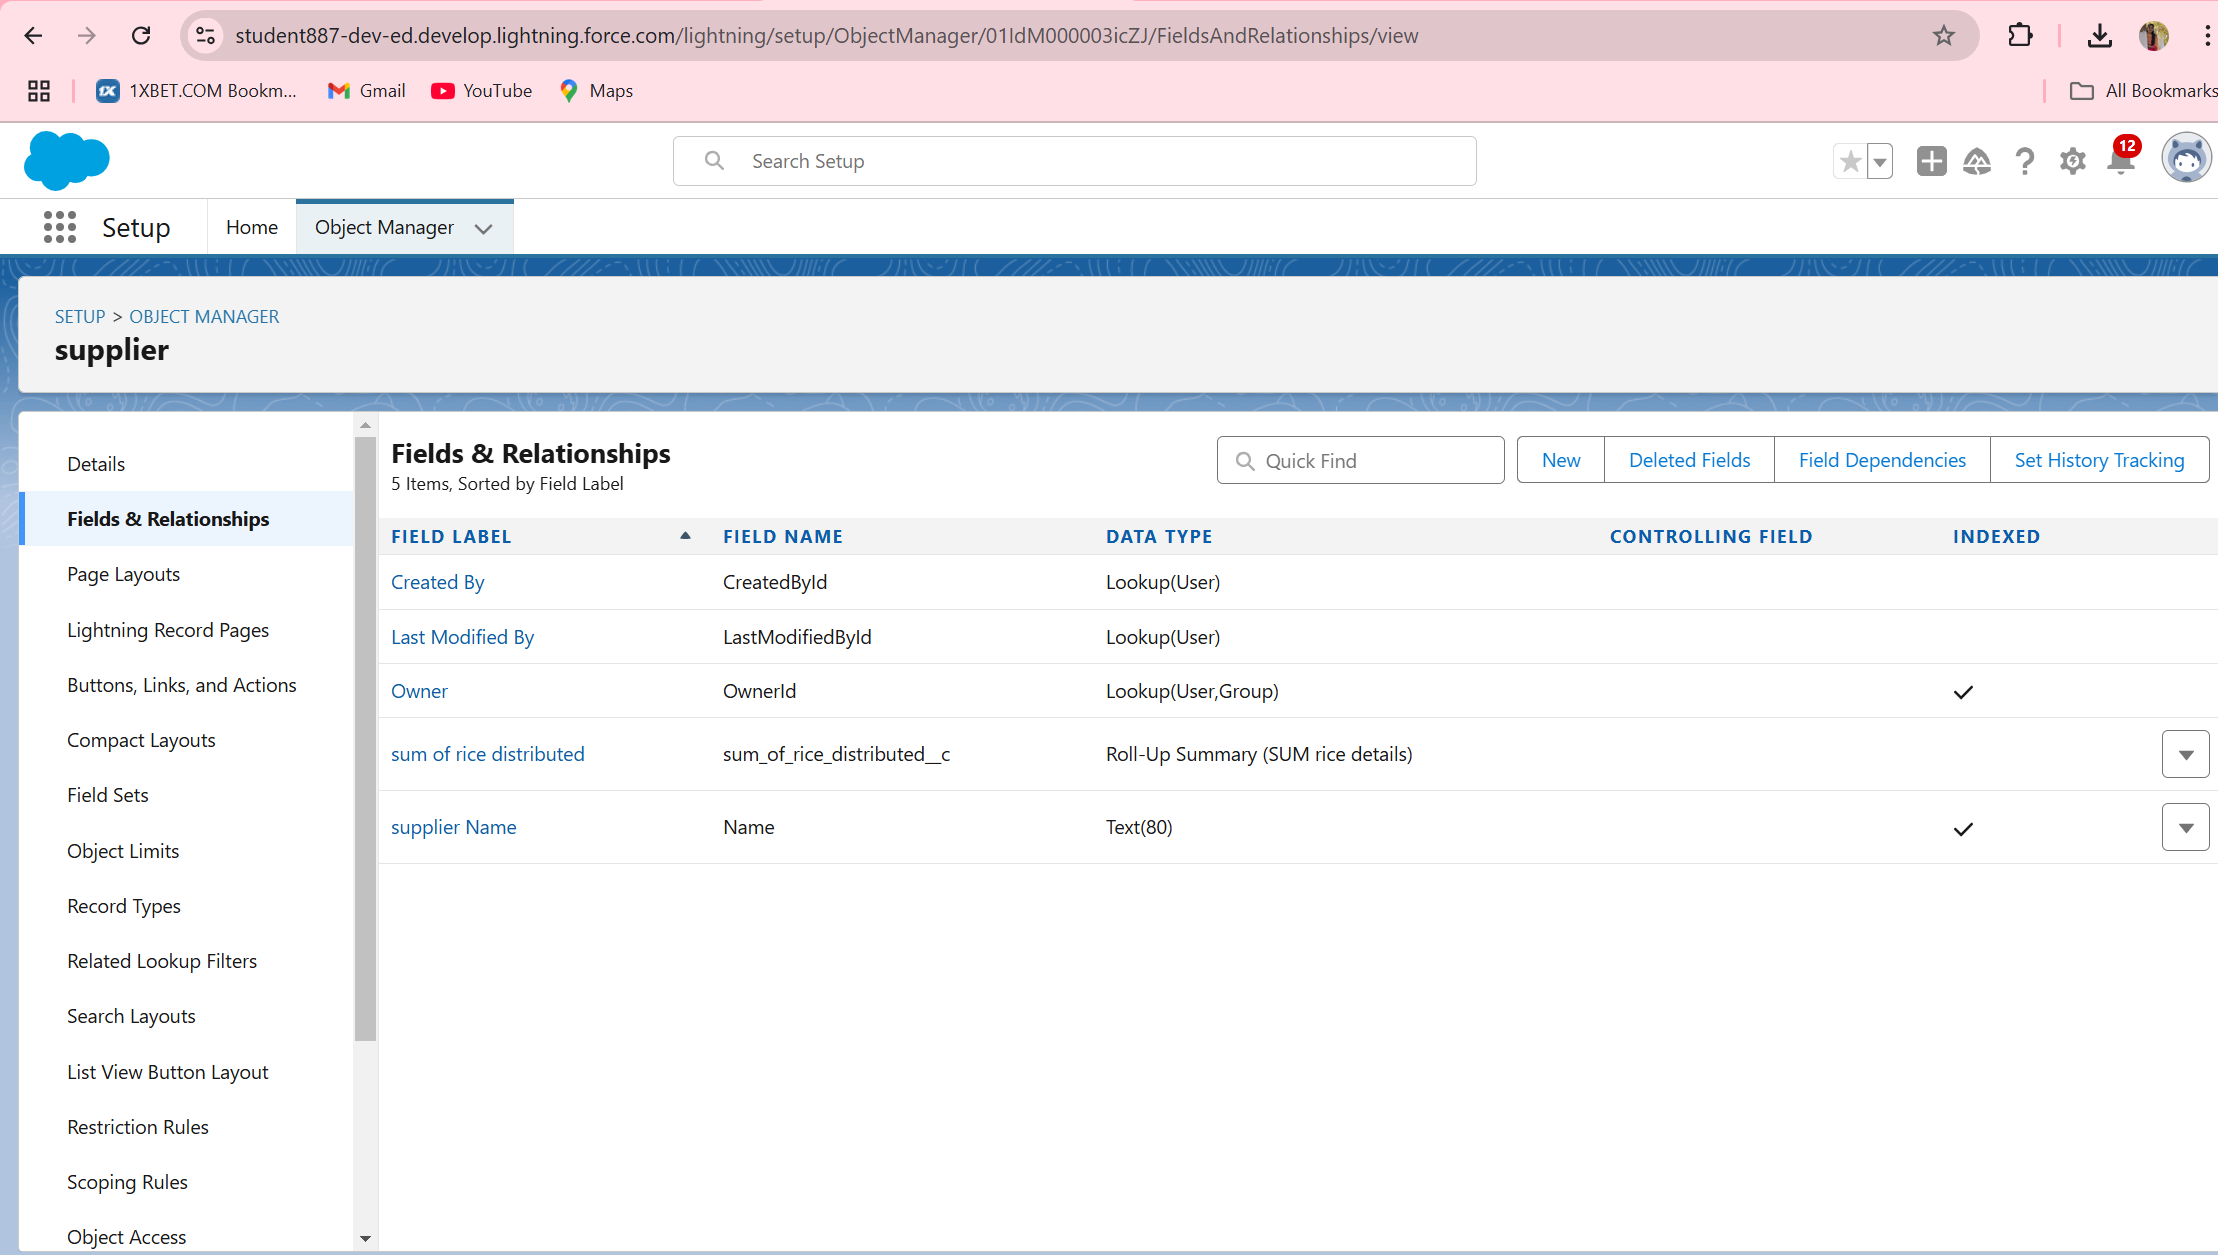 student887-dev-ed.develop.lightning.force.com/lightning/setup/ObjectManager/01IdM000003icZJ/FieldsAndRelationships/view
1XBET.COM Bookm... Gmail YouTube Maps All Bookmarks
Search Setup
12
Setup Home Object Manager
SETUP > OBJECT MANAGER
supplier
Details
Fields & Relationships
Page Layouts
Lightning Record Pages
Buttons, Links, and Actions
Compact Layouts
Field Sets
Object Limits
Record Types
Related Lookup Filters
Search Layouts
List View Button Layout
Restriction Rules
Scoping Rules
Object Access
Fields & Relationships
5 Items, Sorted by Field Label
Quick Find New Deleted Fields Field Dependencies Set History Tracking
FIELD LABEL FIELD NAME DATA TYPE CONTROLLING FIELD INDEXED
Created By CreatedById Lookup(User)
Last Modified By LastModifiedById Lookup(User)
Owner OwnerId Lookup(User,Group)
sum of rice distributed sum_of_rice_distributed__c Roll-Up Summary (SUM rice details)
supplier Name Name Text(80)